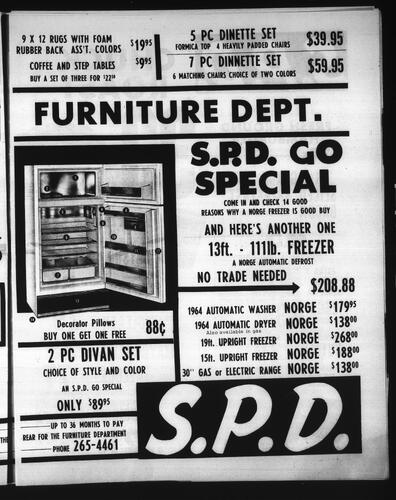 9 X 12 RUGS WITH FOAM
RUBBER BACK ASS'T. COLORS $19.95
COFFEE AND STEP TABLES $9.95
BUY A SET OF THREE FOR $22.50
5 PC DINETTE SET $39.95
FORMICA TOP 4 HEAVILY PADDED CHAIRS
7 PC DINNETTE SET $59.95
6 MATCHING CHAIRS CHOICE OF TWO COLORS
FURNITURE DEPT.
S.P.D. GO
SPECIAL
COME IN AND CHECK 14 GOOD
REASONS WHY A NORGE FREEZER IS GOOD BUY
AND HERE'S ANOTHER ONE
13ft. - 111lb. FREEZER
A NORGE AUTOMATIC DEFROST
NO TRADE NEEDED
$208.88
Decorator Pillows
BUY ONE GET ONE FREE 88¢
2 PC DIVAN SET
CHOICE OF STYLE AND COLOR
AN S.P.D. GO SPECIAL
ONLY $89.95
UP TO 36 MONTHS TO PAY
REAR FOR THE FURNITURE DEPARTMENT
PHONE 265-4461
1964 AUTOMATIC WASHER NORGE $179.95
1964 AUTOMATIC DRYER NORGE $138.00
Also available in gas
19ft. UPRIGHT FREEZER NORGE $268.00
15ft. UPRIGHT FREEZER NORGE $188.00
30" GAS or ELECTRIC RANGE NORGE $138.00
S.P.D.